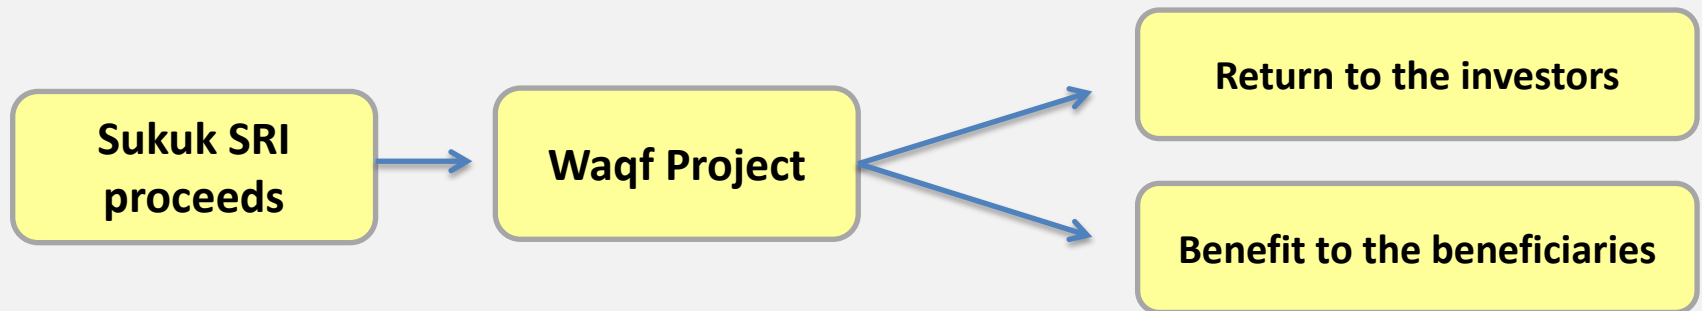 Sukuk SRI
proceeds
Waqf Project
Return to the investors
Benefit to the beneficiaries